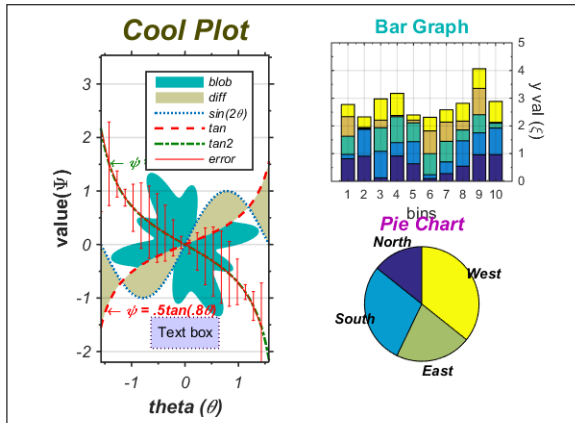 Cool Plot
Bar Graph
blob
diff
sin(2θ)
tan
tan2
error
value(Ψ)
3
2
1
0
-1
-2
← ψ
← ψ = .5tan(.8θ)
Text box
-1 0 1
theta (θ)
5
4
3
2
1
0
y val (ξ)
1 2 3 4 5 6 7 8 9 10
bins
Pie Chart
North
West
South
East